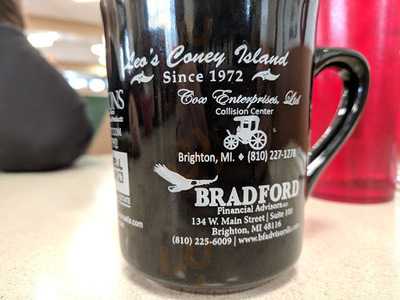 Leo's Coney Island
Since 1972
Cox Enterprises, Ltd
Collision Center
Brighton, MI. ♦ (810) 227-1278
BRADFORD
Financial Advisors
134 W. Main Street | Suite
Brighton, MI 48116
(810) 225-6009 |